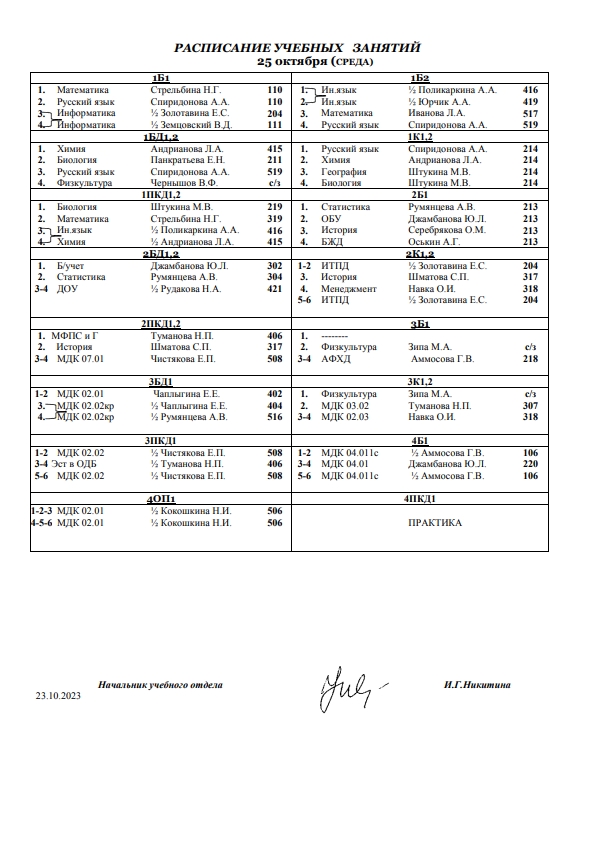 РАСПИСАНИЕ УЧЕБНЫХ ЗАНЯТИЙ
25 октября (СРЕДА)
1Б1
1. Математика Стрельбина Н.Г. 110
2. Русский язык Спиридонова А.А. 110
3. Информатика ½ Золотавина Е.С. 204
4. Информатика ½ Земцовский В.Д. 111
1Б2
1. Ин.язык ½ Поликаркина А.А. 416
2. Ин.язык ½ Юрчик А.А. 419
3. Математика Иванова Л.А. 517
4. Русский язык Спиридонова А.А. 519
1БД1,2
1. Химия Андрианова Л.А. 415
2. Биология Панкратьева Е.Н. 211
3. Русский язык Спиридонова А.А. 519
4. Физкультура Чернышов В.Ф. с/з
1К1,2
1. Русский язык Спиридонова А.А. 214
2. Химия Андрианова Л.А. 214
3. География Штукина М.В. 214
4. Биология Штукина М.В. 214
1ПКД1,2
1. Биология Штукина М.В. 219
2. Математика Стрельбина Н.Г. 319
3. Ин.язык ½ Поликаркина А.А. 416
4. Химия ½ Андрианова Л.А. 415
2Б1
1. Статистика Румянцева А.В. 213
2. ОБУ Джамбанова Ю.Л. 213
3. История Серебрякова О.М. 213
4. БЖД Оськин А.Г. 213
2БД1,2
1. Б/учет Джамбанова Ю.Л. 302
2. Статистика Румянцева А.В. 304
3-4 ДОУ ½ Рудакова Н.А. 421
2К1,2
1-2 ИТПД ½ Золотавина Е.С. 204
3. История Шматова С.П. 317
4. Менеджмент Навка О.И. 318
5-6 ИТПД ½ Золотавина Е.С. 204
2ПКД1,2
1. МФПС и Г Туманова Н.П. 406
2. История Шматова С.П. 317
3-4 МДК 07.01 Чистякова Е.П. 508
3Б1
1. --------
2. Физкультура Зипа М.А. с/з
3-4 АФХД Аммосова Г.В. 218
3БД1
1-2 МДК 02.01 Чаплыгина Е.Е. 402
3. МДК 02.02кр ½ Чаплыгина Е.Е. 404
4. МДК 02.02кр ½ Румянцева А.В. 516
3К1,2
1. Физкультура Зипа М.А. с/з
2. МДК 03.02 Туманова Н.П. 307
3-4 МДК 02.03 Навка О.И. 318
3ПКД1
1-2 МДК 02.02 ½ Чистякова Е.П. 508
3-4 Эст в ОДБ ½ Туманова Н.П. 406
5-6 МДК 02.02 ½ Чистякова Е.П. 508
4Б1
1-2 МДК 04.011с ½ Аммосова Г.В. 106
3-4 МДК 04.01 Джамбанова Ю.Л. 220
5-6 МДК 04.011с ½ Аммосова Г.В. 106
4ОП1
1-2-3 МДК 02.01 ½ Кокошкина Н.И. 506
4-5-6 МДК 02.01 ½ Кокошкина Н.И. 506
4ПКД1
ПРАКТИКА
Начальник учебного отдела И.Г.Никитина
23.10.2023